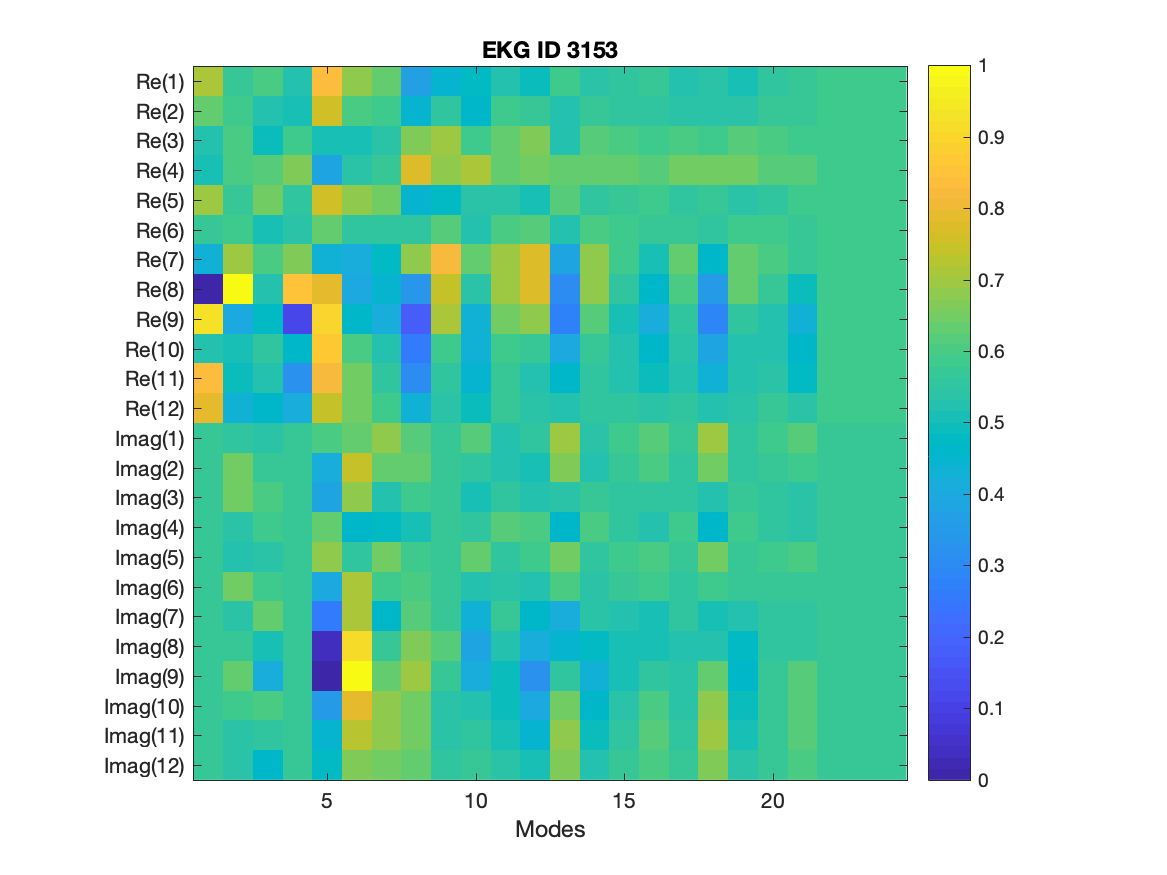 EKG ID 3153
Re(1)
Re(2)
Re(3)
Re(4)
Re(5)
Re(6)
Re(7)
Re(8)
Re(9)
Re(10)
Re(11)
Re(12)
Imag(1)
Imag(2)
Imag(3)
Imag(4)
Imag(5)
Imag(6)
Imag(7)
Imag(8)
Imag(9)
Imag(10)
Imag(11)
Imag(12)
5 10 15 20
Modes
1
0.9
0.8
0.7
0.6
0.5
0.4
0.3
0.2
0.1
0